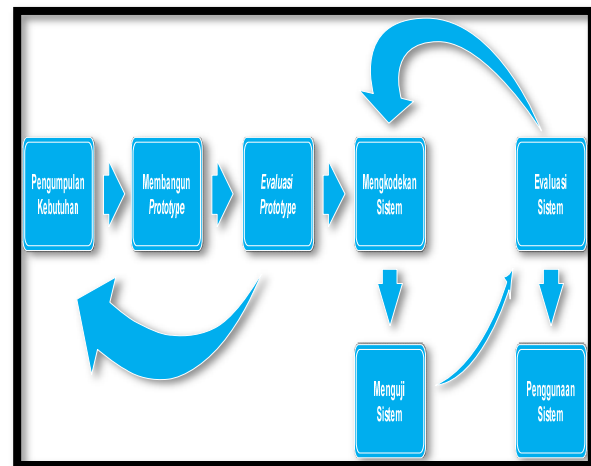 Pengumpulan
Kebutuhan
Membangun
Prototype
Evaluasi
Prototype
Mengkodekan
Sistem
Evaluasi
Sistem
Menguji
Sistem
Penggunaan
Sistem